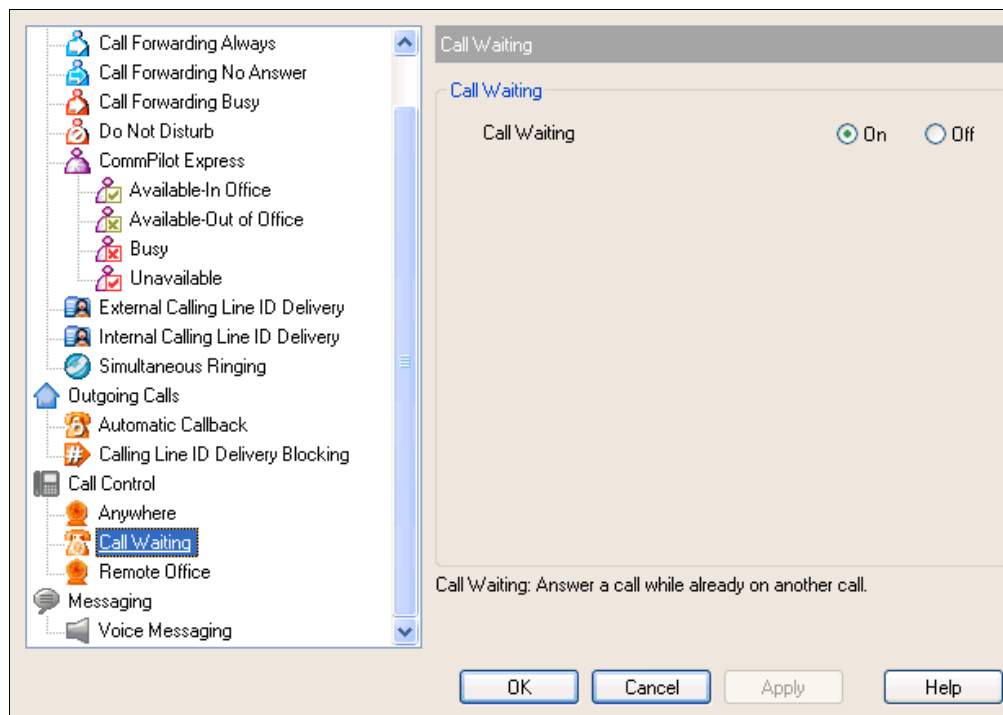 Call Forwarding Always
Call Forwarding No Answer
Call Forwarding Busy
Do Not Disturb
CommPilot Express
Available-In Office
Available-Out of Office
Busy
Unavailable
External Calling Line ID Delivery
Internal Calling Line ID Delivery
Simultaneous Ringing
Outgoing Calls
Automatic Callback
Calling Line ID Delivery Blocking
Call Control
Anywhere
Call Waiting
Remote Office
Messaging
Voice Messaging
Call Waiting
Call Waiting
Call Waiting On Off
Call Waiting: Answer a call while already on another call.
OK Cancel Apply Help